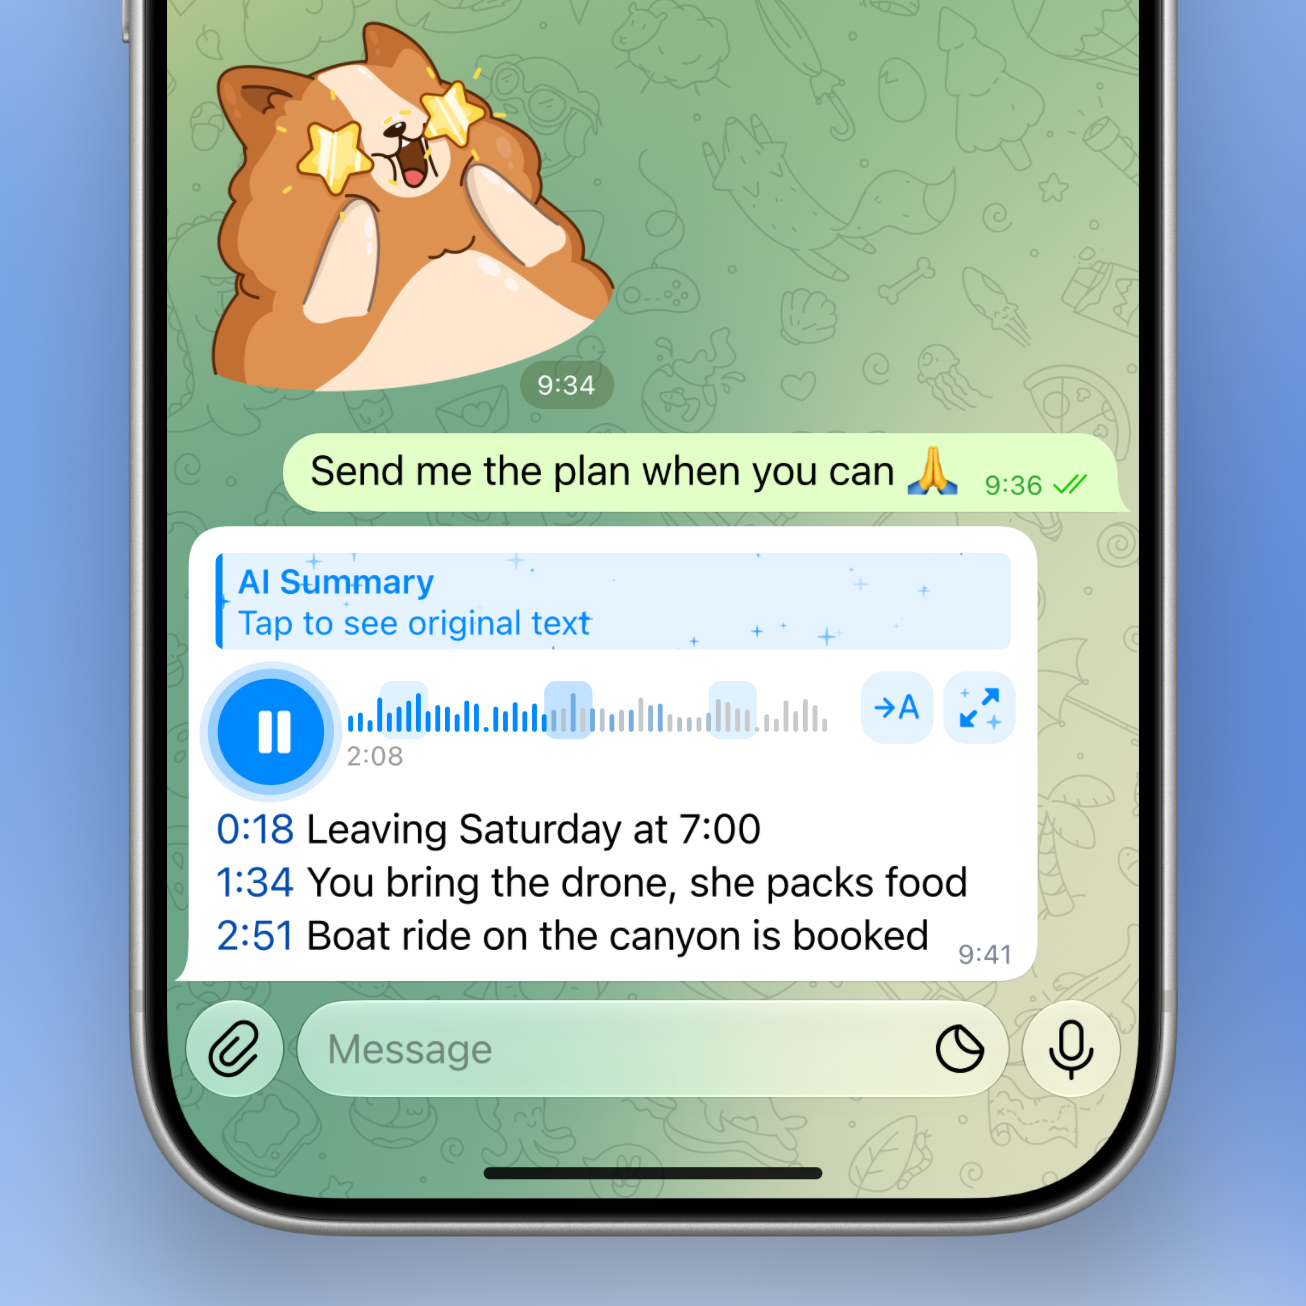 9:34
Send me the plan when you can 🙏 9:36
AI Summary
Tap to see original text
→A
2:08
0:18 Leaving Saturday at 7:00
1:34 You bring the drone, she packs food
2:51 Boat ride on the canyon is booked
9:41
Message